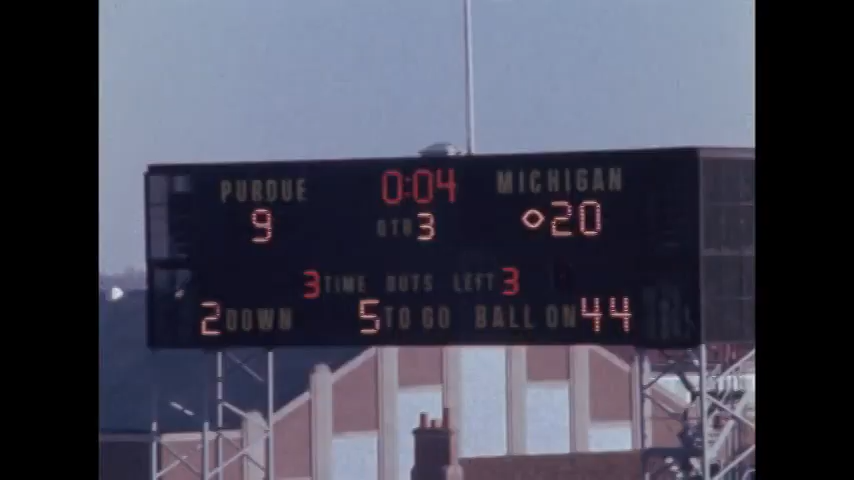 PURDUE 0:04 MICHIGAN
9 QTR 3 20
3 TIME OUTS LEFT 3
2 DOWN 5 TO GO BALL ON 44